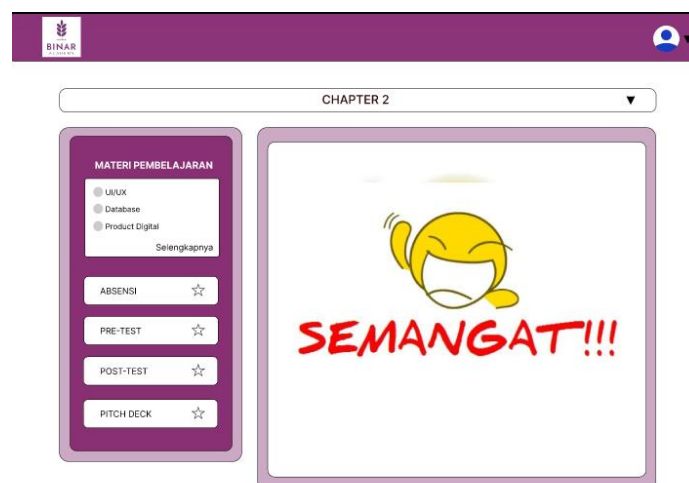 BINAR
ACADEMY
CHAPTER 2
MATERI PEMBELAJARAN
UI/UX
Database
Product Digital
Selengkapnya
ABSENSI
PRE-TEST
POST-TEST
PITCH DECK
SEMANGAT!!!